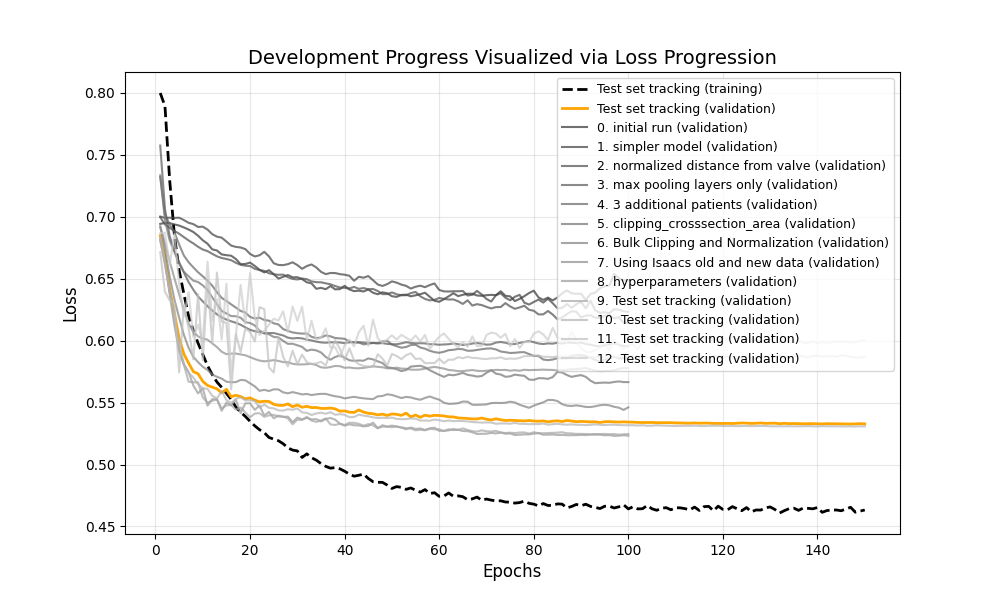 Development Progress Visualized via Loss Progression
Loss
0.80
0.75
0.70
0.65
0.60
0.55
0.50
0.45
Test set tracking (training)
Test set tracking (validation)
0. initial run (validation)
1. simpler model (validation)
2. normalized distance from valve (validation)
3. max pooling layers only (validation)
4. 3 additional patients (validation)
5. clipping_crosssection_area (validation)
6. Bulk Clipping and Normalization (validation)
7. Using Isaacs old and new data (validation)
8. hyperparameters (validation)
9. Test set tracking (validation)
10. Test set tracking (validation)
11. Test set tracking (validation)
12. Test set tracking (validation)
0 20 40 60 80 100 120 140
Epochs